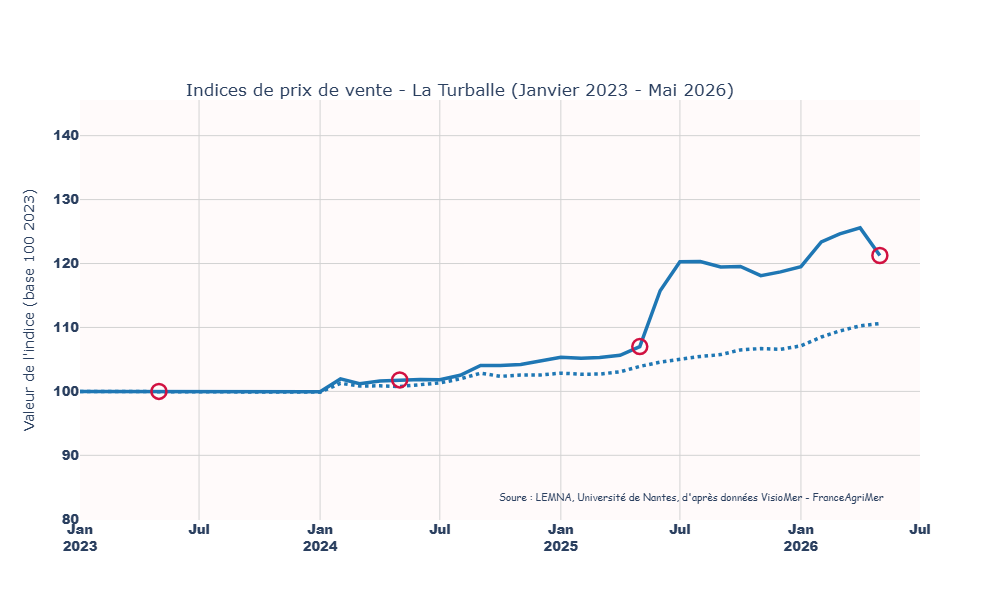 Indices de prix de vente - La Turballe (Janvier 2023 - Mai 2026)
Valeur de l'indice (base 100 2023)
140
130
120
110
100
90
80
Soure : LEMNA, Université de Nantes, d'après données VisioMer - FranceAgriMer
Jan Jul Jan Jul Jan Jul Jan Jul
2023 2024 2025 2026